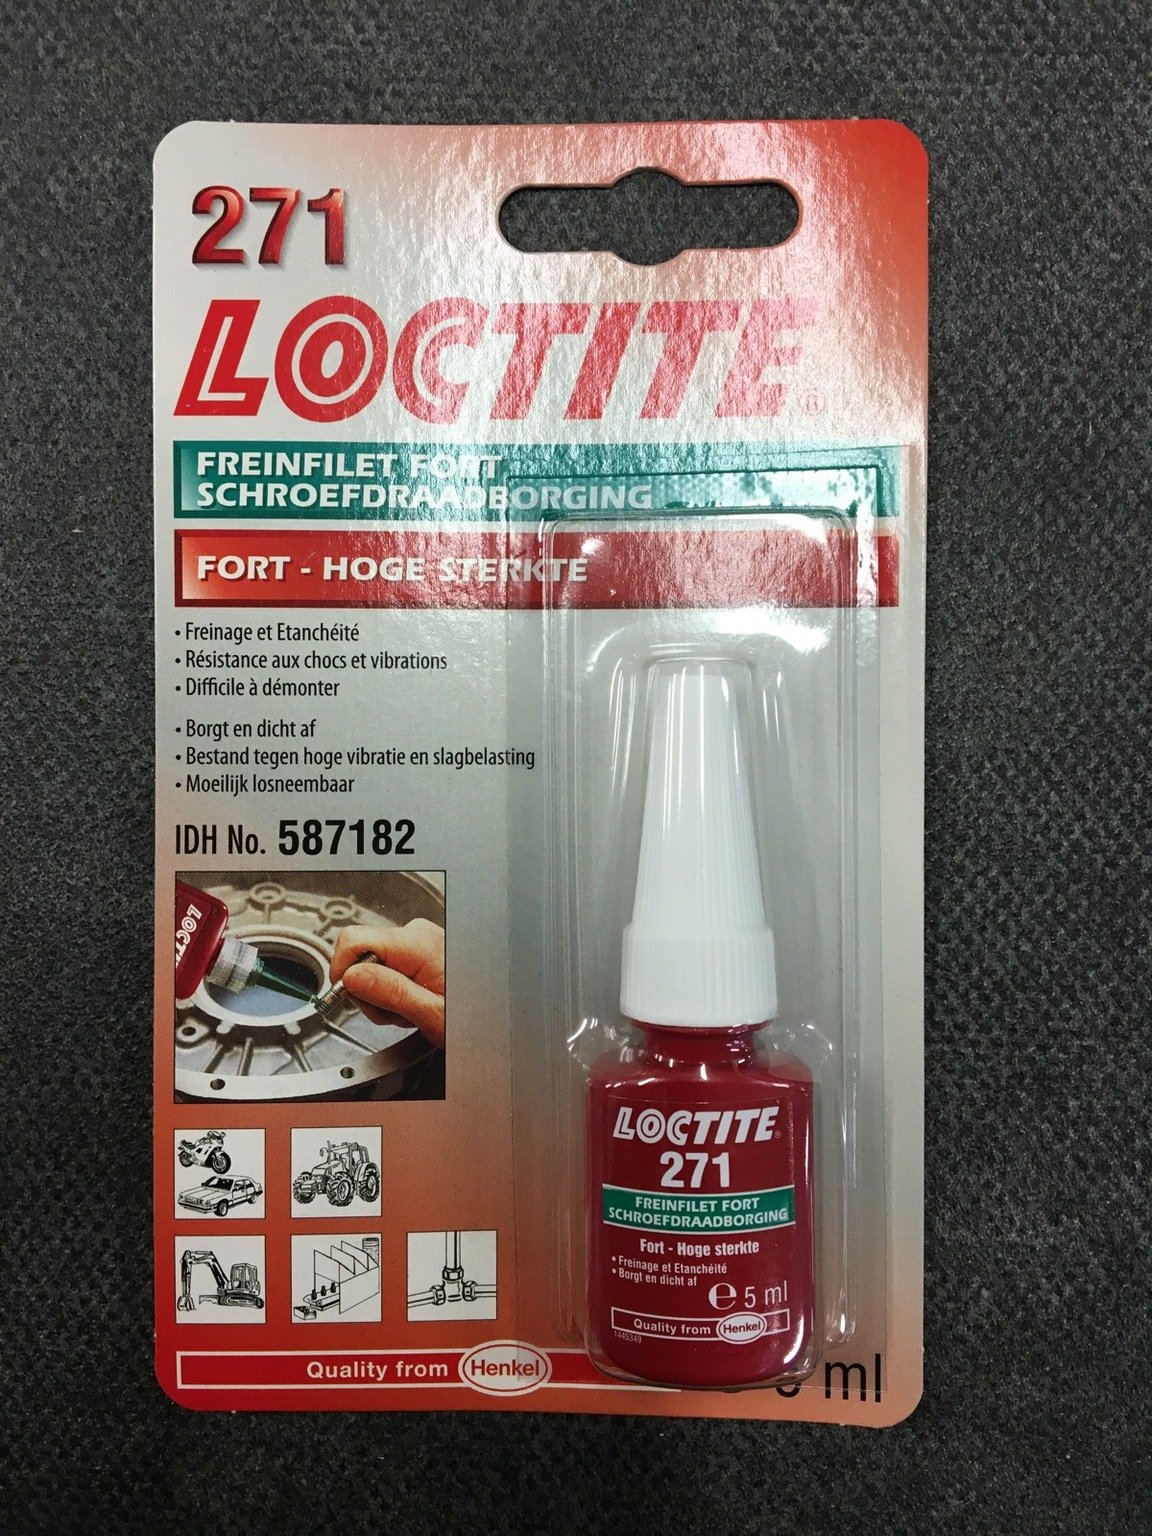 271
LOCTITE®
FREINFILET FORT
SCHROEFDRAADBORGING
FORT - HOGE STERKTE
• Freinage et Etanchéité
• Résistance aux chocs et vibrations
• Difficile à démonter
• Borgt en dicht af
• Bestand tegen hoge vibratie en slagbelasting
• Moeilijk losneembaar
IDH No. 587182
LOCTITE®
271
FREINFILET FORT
SCHROEFDRAADBORGING
Fort - Hoge sterkte
• Freinage et Etanchéité
• Borgt en dicht af
℮ 5 ml
Quality from Henkel
1445349
Quality from Henkel
5 ml